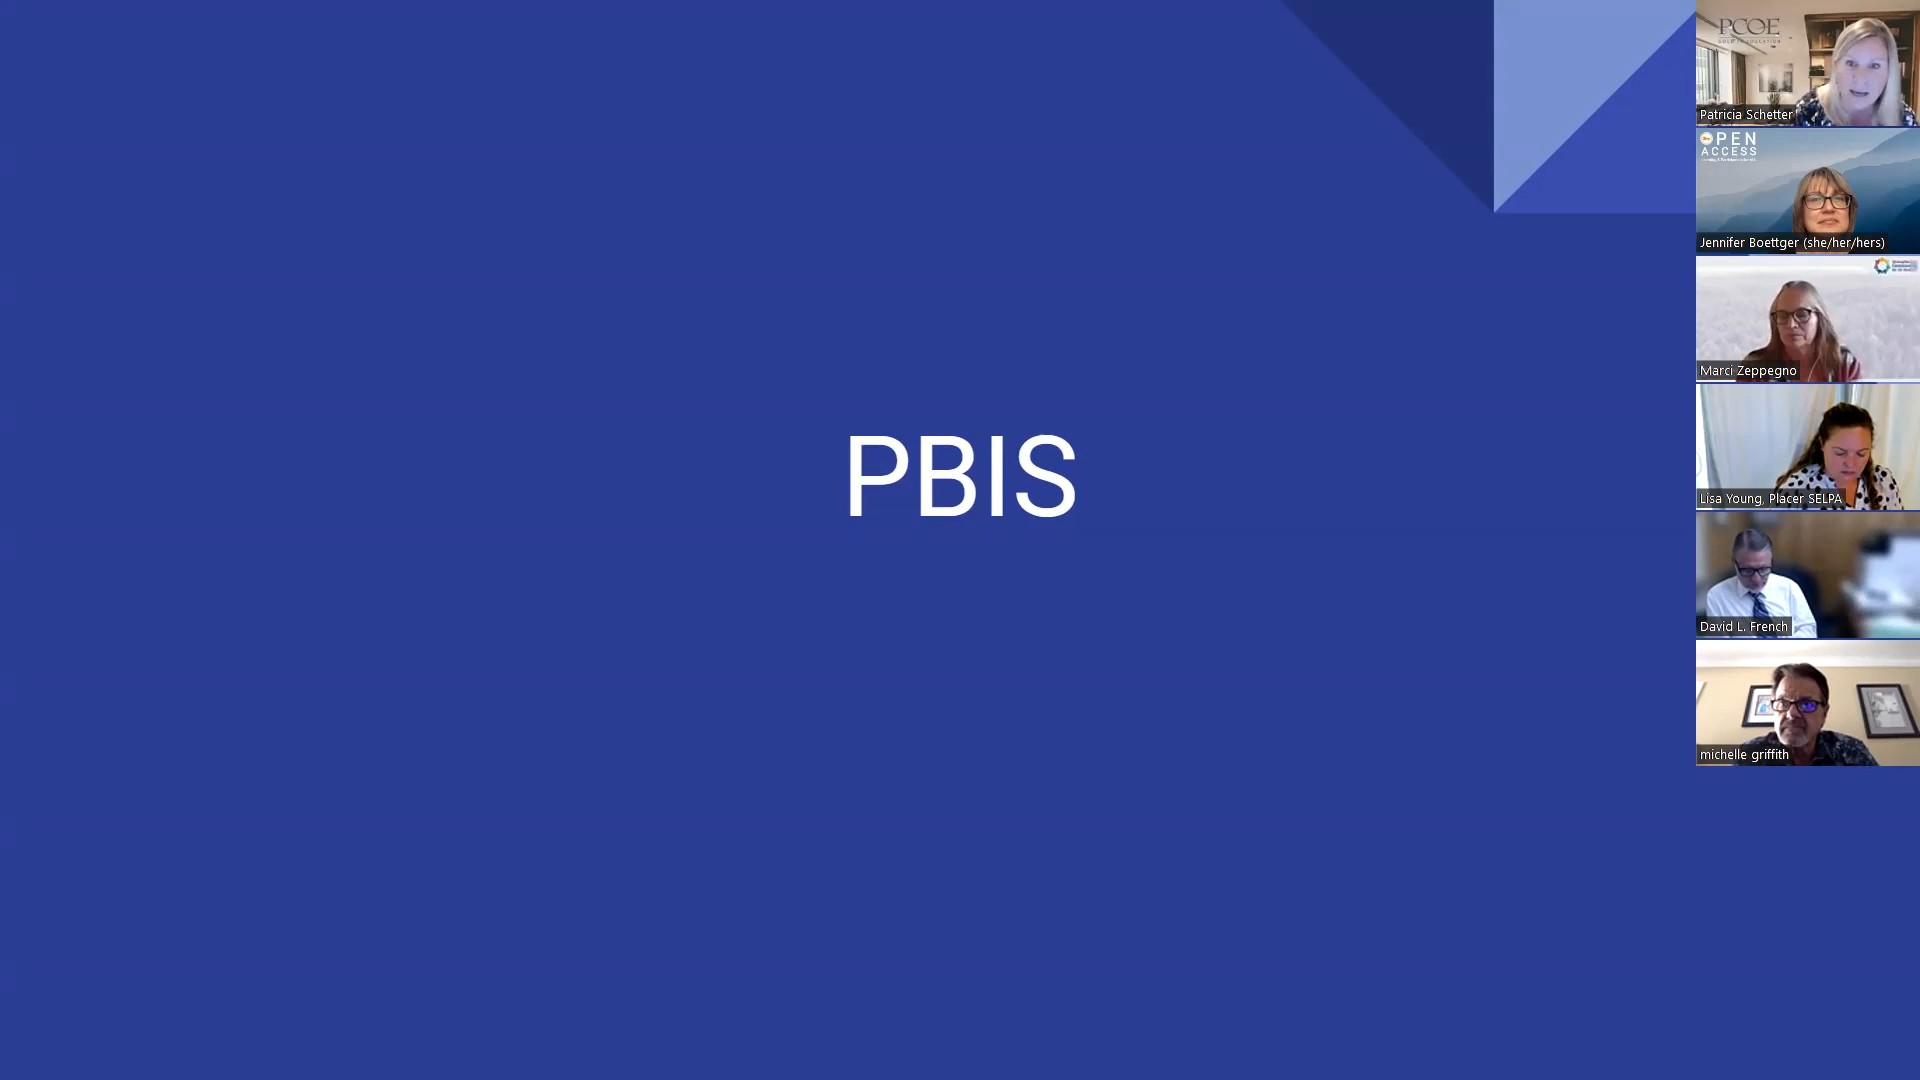 PBIS
PCOE
Patricia Schetter
OPEN
ACCESS
Jennifer Boettger (she/her/hers)
Marci Zeppegno
Lisa Young, Placer SELPA
David L. French
michelle griffith